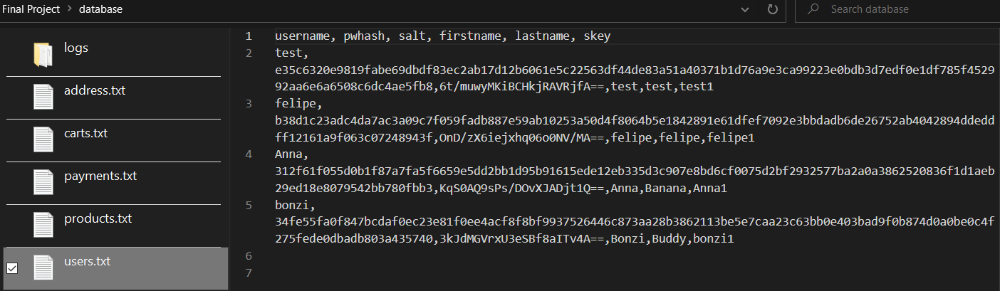 Final Project > database
Search database
logs
address.txt
carts.txt
payments.txt
products.txt
users.txt
1 username, pwhash, salt, firstname, lastname, skey
2 test,
e35c6320e9819fabe69dbdf83ec2ab17d12b6061e5c22563df44de83a51a40371b1d76a9e3ca99223e0bdb3d7edf0e1df785f4529
92aa6e6a6508c6dc4ae5fb8,6t/muwyMKiBCHkjRAVRjfA==,test,test,test1
3 felipe,
b38d1c23adc4da7ac3a09c7f059fadb887e59ab10253a50d4f8064b5e1842891e61dfef7092e3bbdadb6de26752ab4042894ddedd
ff12161a9f063c07248943f,OnD/zX6iejxhq06o0NV/MA==,felipe,felipe,felipe1
4 Anna,
312f61f055d0b1f87a7fa5f6659e5dd2bb1d95b91615ede12eb335d3c907e8bd6cf0075d2bf2932577ba2a0a3862520836f1d1aeb
29ed18e8079542bb780fbb3,KqS0AQ9sPs/DOvXJADjt1Q==,Anna,Banana,Anna1
5 bonzi,
34fe55fa0f847bcdaf0ec23e81f0ee4acf8f8bf9937526446c873aa28b3862113be5e7caa23c63bb0e403bad9f0b874d0a0be0c4f
275fede0dbadb803a435740,3kJdMGVrxU3eSBf8aITv4A==,Bonzi,Buddy,bonzi1
6
7